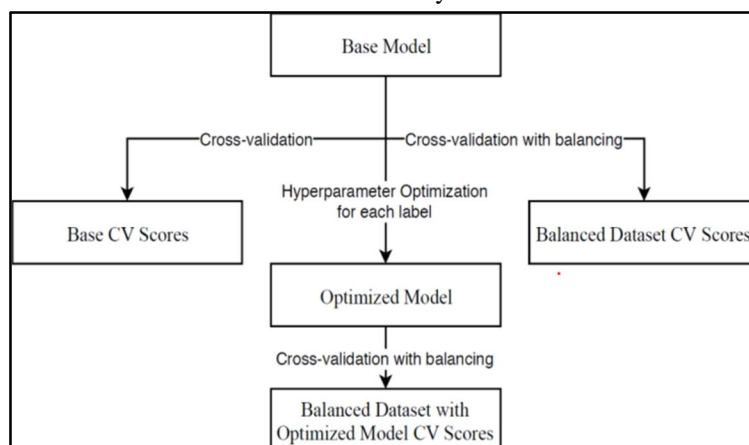 Base Model
Cross-validation
Cross-validation with balancing
Hyperparameter Optimization
for each label
Base CV Scores
Balanced Dataset CV Scores
Optimized Model
Cross-validation with balancing
Balanced Dataset with
Optimized Model CV Scores